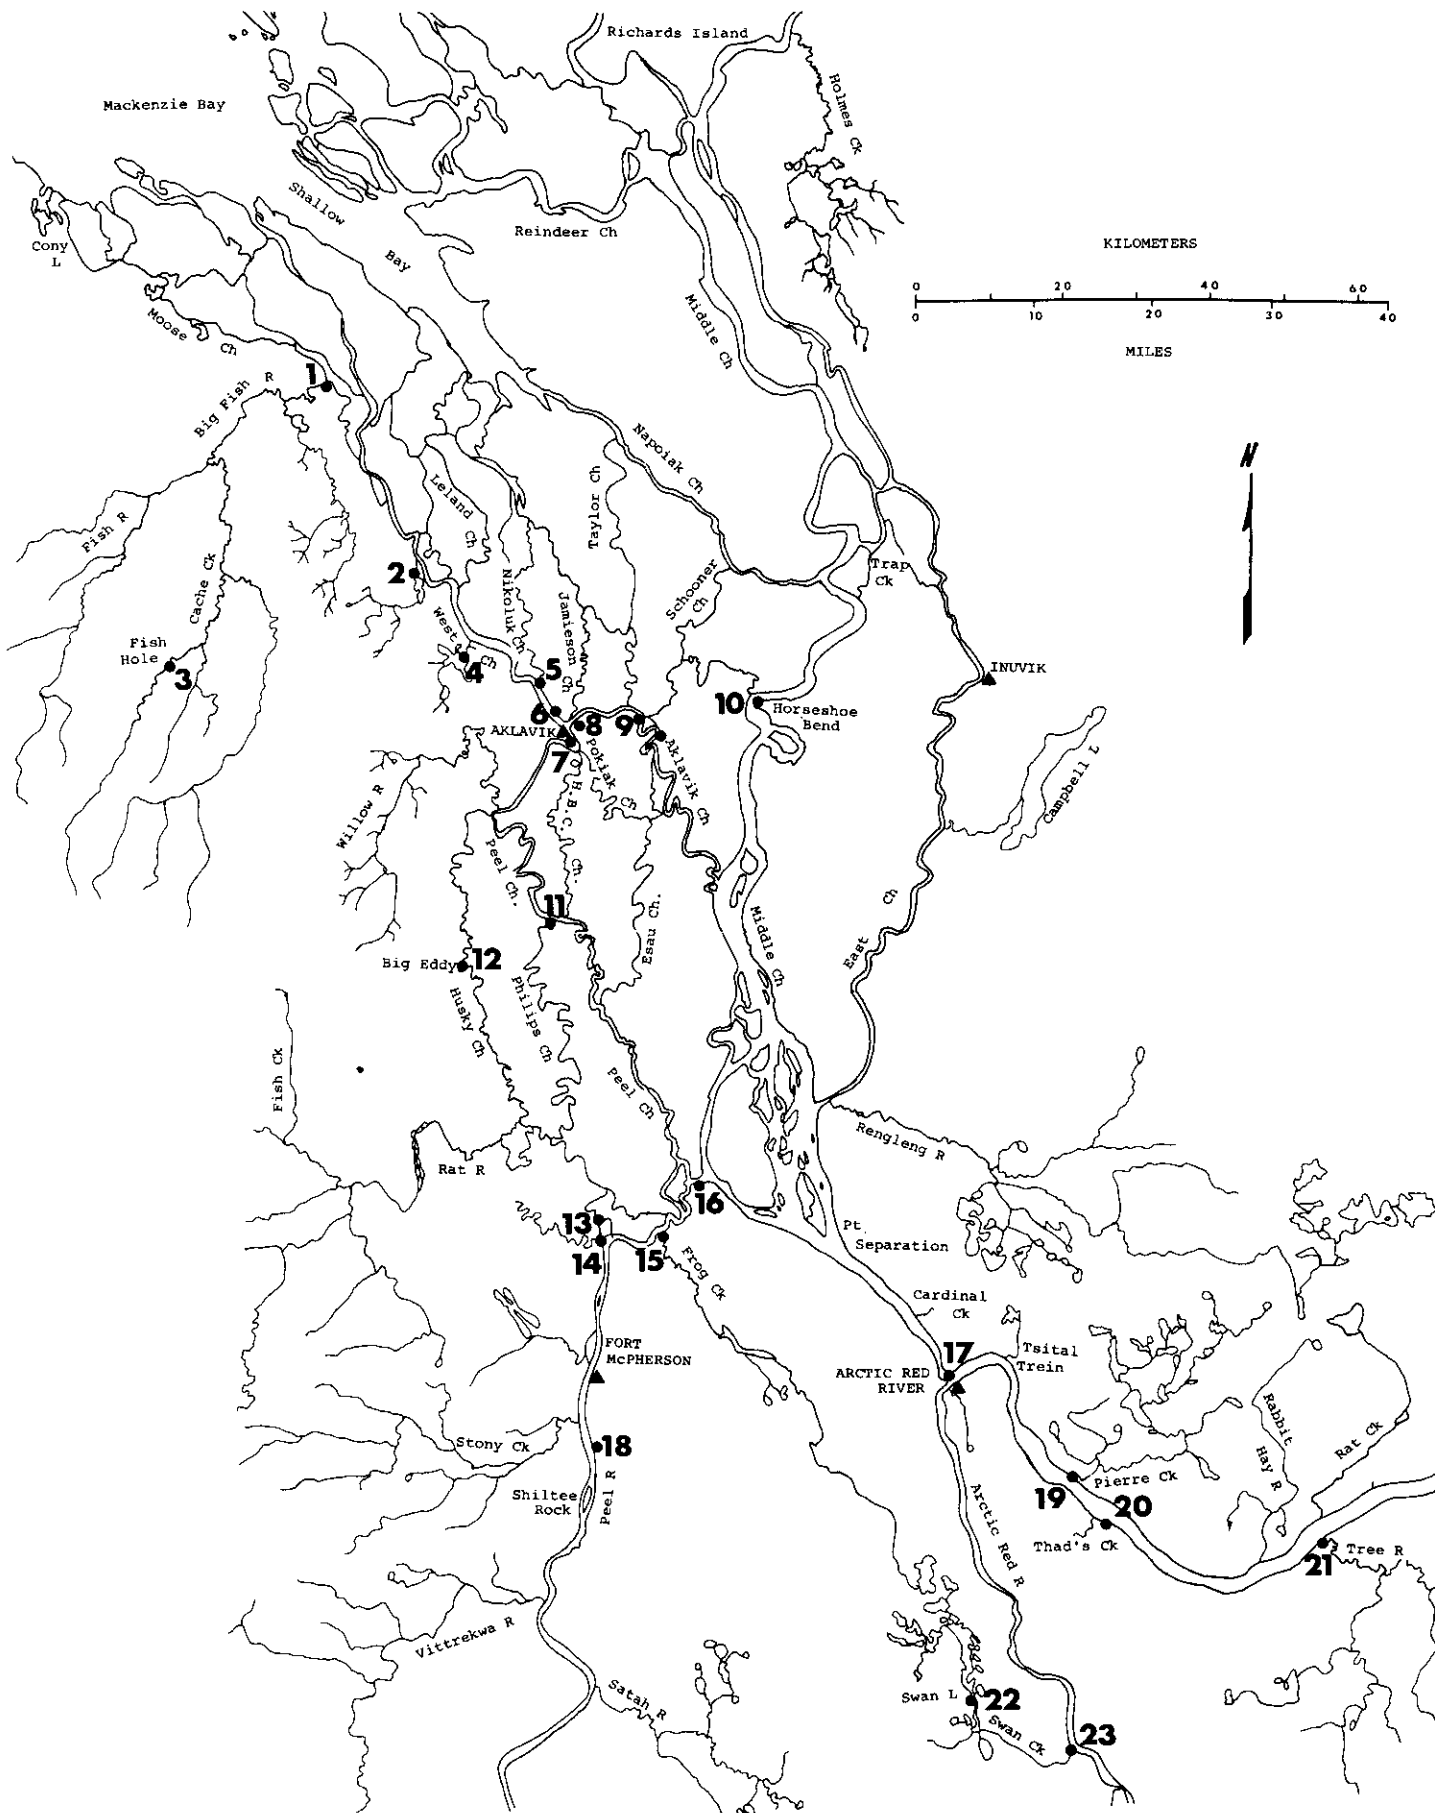 Richards Island
Mackenzie Bay
Holmes Ck
Shallow
Bay
Cony
L
Reindeer Ch
KILOMETERS
0 20 40 60
0 10 20 30 40
MILES
Moose Ch
Middle Ch
1
Big Fish R
N
Napoiak Ch
Leland Ch
Taylor Ch
Fish R
Cache Ck
2
Nikoluk Ch
Jamieson Ch
Schooner
Ch
Trap
Ck
West Ch
Fish
Hole
3
4
5
INUVIK
6
10
Horseshoe
Bend
AKLAVIK
8
9
7
Pokiak Ch
Aklavik Ch
H.B.C. Ch.
Campbell L
Willow R
Peel Ch.
11
Esau Ch.
Middle Ch
East Ch
Big Eddy
12
Husky Ch
Philips Ch
Fish Ck
Peel Ch
Rengleng R
Rat R
16
13
14
15
Pt.
Separation
Frog Ck
Cardinal
Ck
FORT
McPHERSON
17
Tsital
Trein
ARCTIC RED
RIVER
Stony Ck
18
Rabbit
Hay R
Rat Ck
Shiltee
Rock
Peel R
Arctic Red R
19
Pierre Ck
20
Thad's Ck
21
Tree R
Vittrekwa R
Satah R
Swan L
22
Swan Ck
23